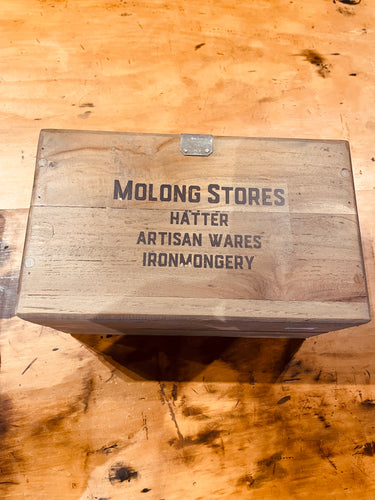 MOLONG STORES
HATTER
ARTISAN WARES
IRONMONGERY